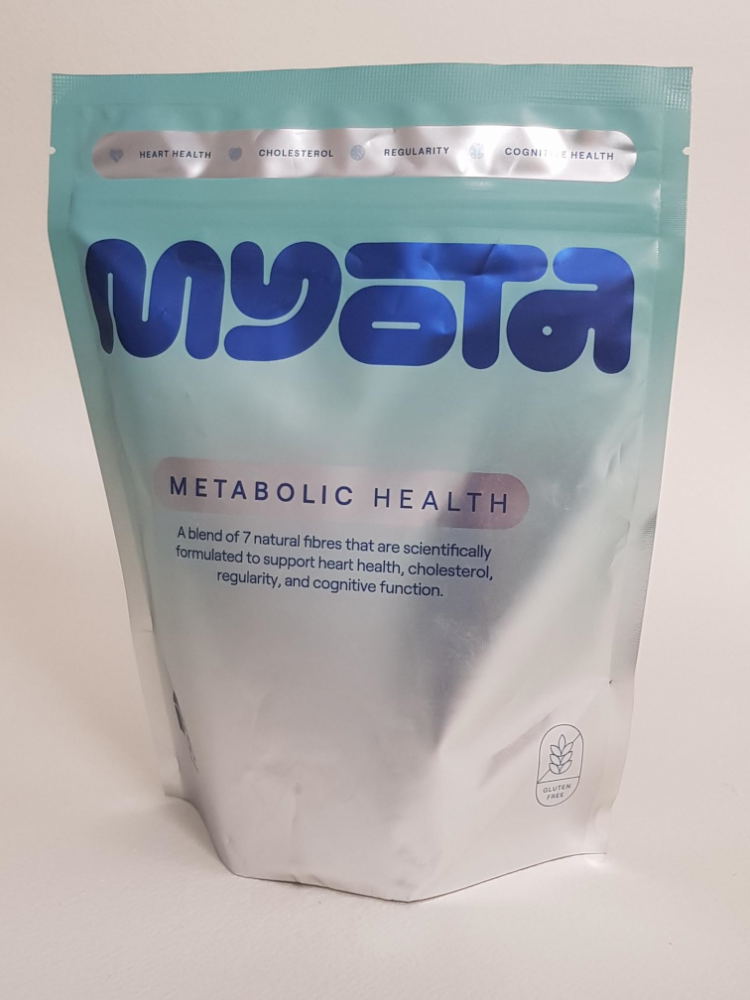 HEART HEALTH CHOLESTEROL REGULARITY COGNITIVE HEALTH
myōta
METABOLIC HEALTH
A blend of 7 natural fibres that are scientifically
formulated to support heart health, cholesterol,
regularity, and cognitive function.
GLUTEN
FREE